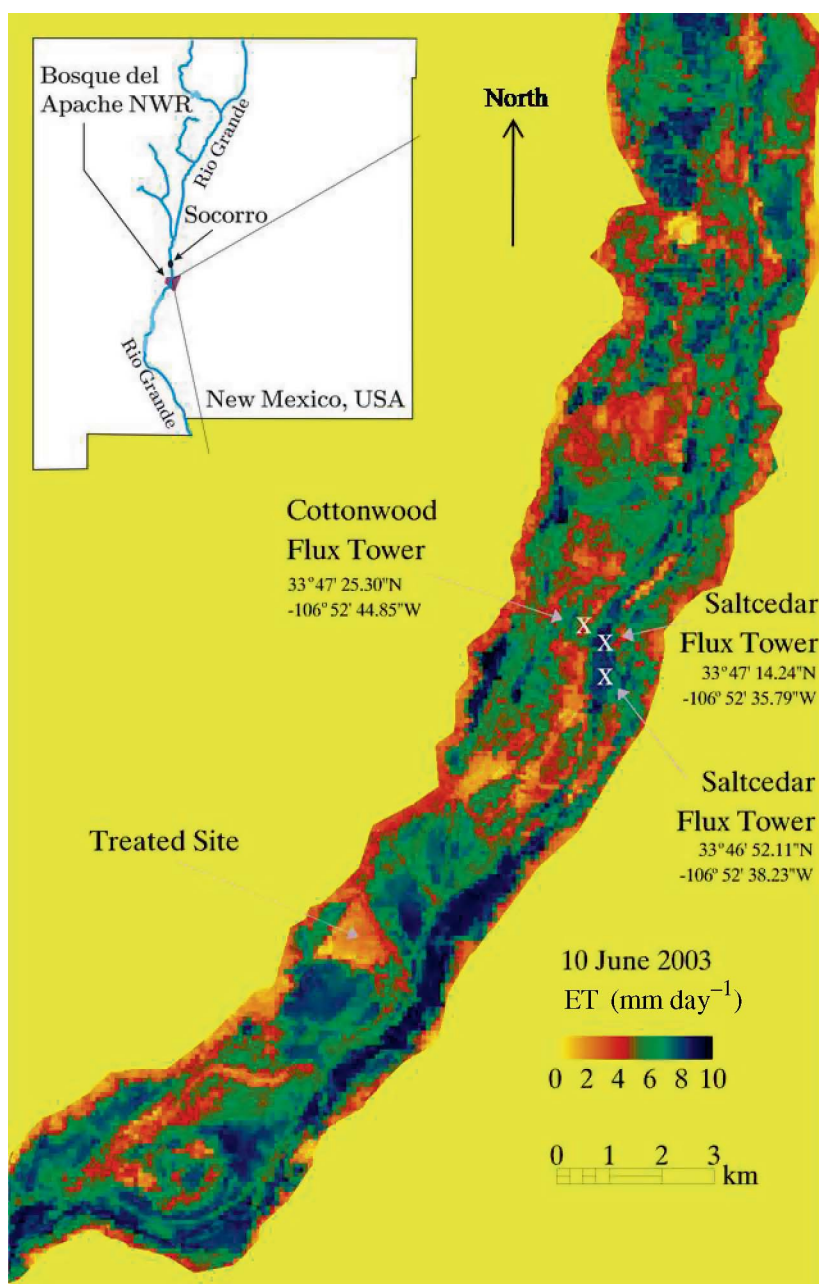 Bosque del
Apache NWR
Rio Grande
Socorro
Rio Grande
New Mexico, USA
North
Cottonwood
Flux Tower
33°47' 25.30"N
-106° 52' 44.85"W
X
X
X
Saltcedar
Flux Tower
33°47' 14.24"N
-106° 52' 35.79"W
Saltcedar
Flux Tower
33°46' 52.11"N
-106° 52' 38.23"W
Treated Site
10 June 2003
ET (mm day⁻¹)
0 2 4 6 8 10
0 1 2 3
km